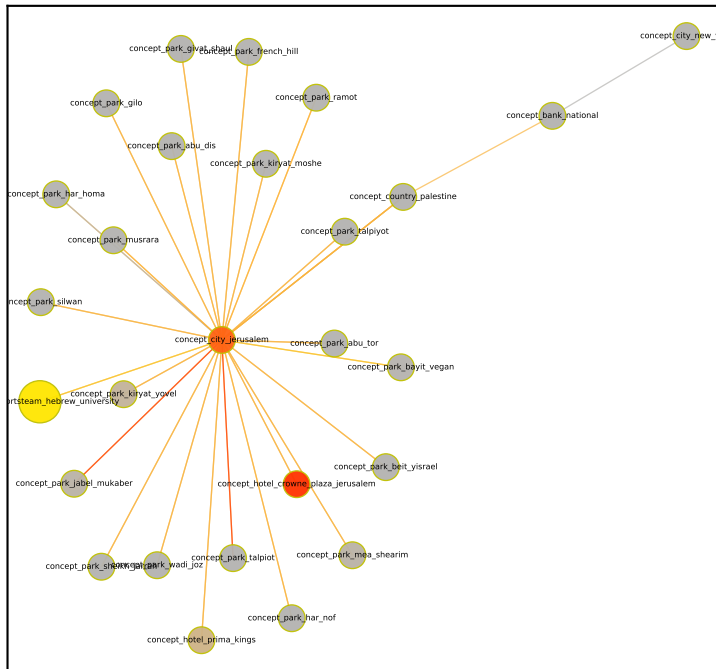 concept_city_new_
concept_park_givat_shaul
concept_park_french_hill
concept_park_gilo
concept_park_ramot
concept_bank_national
concept_park_abu_dis
concept_park_kiryat_moshe
concept_park_har_homa
concept_country_palestine
concept_park_musrara
concept_park_talpiyot
concept_park_silwan
concept_city_jerusalem
concept_park_abu_tor
concept_park_bayit_vegan
concept_park_kiryat_yovel
ortsteam_hebrew_university
concept_park_beit_yisrael
concept_park_jabel_mukaber
concept_hotel_crowne_plaza_jerusalem
concept_park_mea_shearim
concept_park_talpiot
concept_park_wadi_joz
concept_park_har_nof
concept_hotel_prima_kings